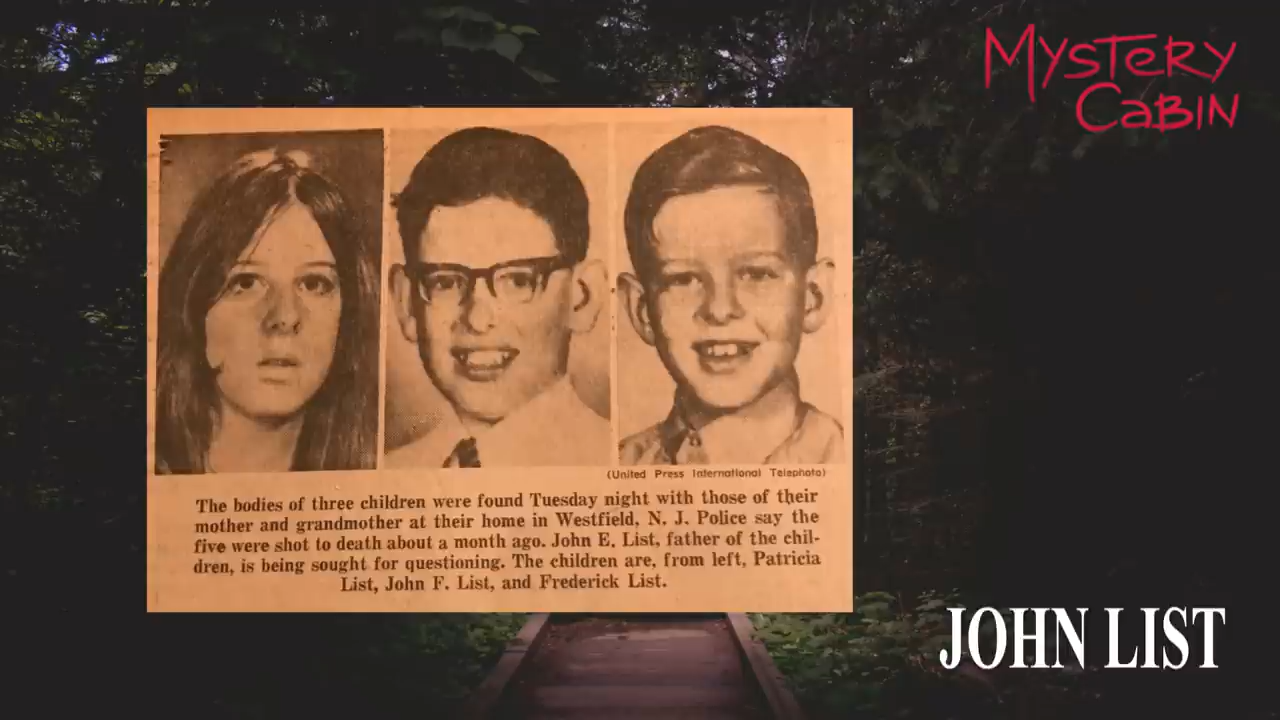 MYSTERY
CABIN
(United Press International Telephoto)
The bodies of three children were found Tuesday night with those of their
mother and grandmother at their home in Westfield, N. J. Police say the
five were shot to death about a month ago. John E. List, father of the chil-
dren, is being sought for questioning. The children are, from left, Patricia
List, John F. List, and Frederick List.
JOHN LIST